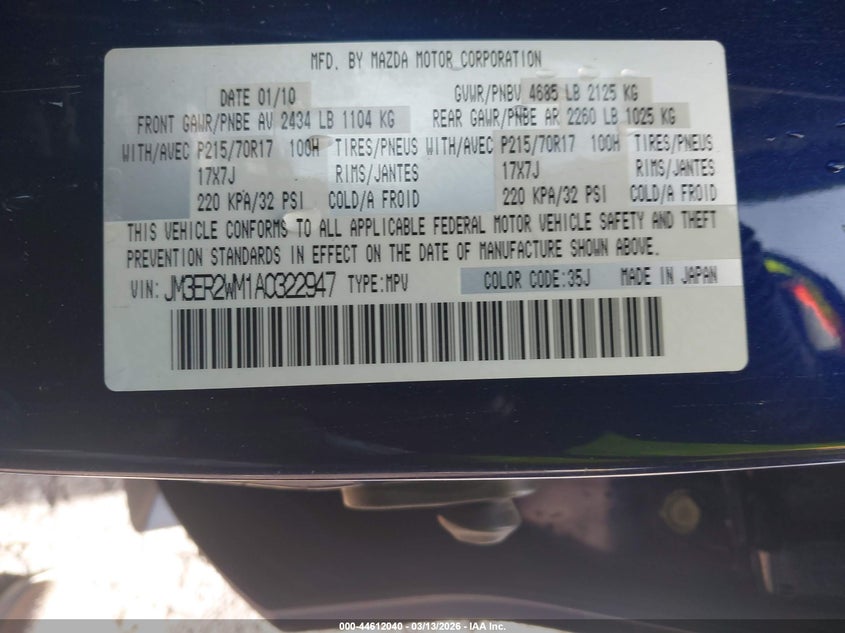 MFD. BY MAZDA MOTOR CORPORATION
DATE 01/10 GVWR/PNBV 4685 LB 2125 KG
FRONT GAWR/PNBE AV 2434 LB 1104 KG REAR GAWR/PNBE AR 2260 LB 1025 KG
WITH/AVEC P215/70R17 100H TIRES/PNEUS WITH/AVEC P215/70R17 100H TIRES/PNEUS
17X7J RIMS/JANTES 17X7J RIMS/JANTES
220 KPA/32 PSI COLD/A FROID 220 KPA/32 PSI COLD/A FROID
THIS VEHICLE CONFORMS TO ALL APPLICABLE FEDERAL MOTOR VEHICLE SAFETY AND THEFT
PREVENTION STANDARDS IN EFFECT ON THE DATE OF MANUFACTURE SHOWN ABOVE.
VIN: JM3ER2WM1A0322947 TYPE:MPV COLOR CODE:35J MADE IN JAPAN
000-44612040 - 03/13/2026 - IAA Inc.